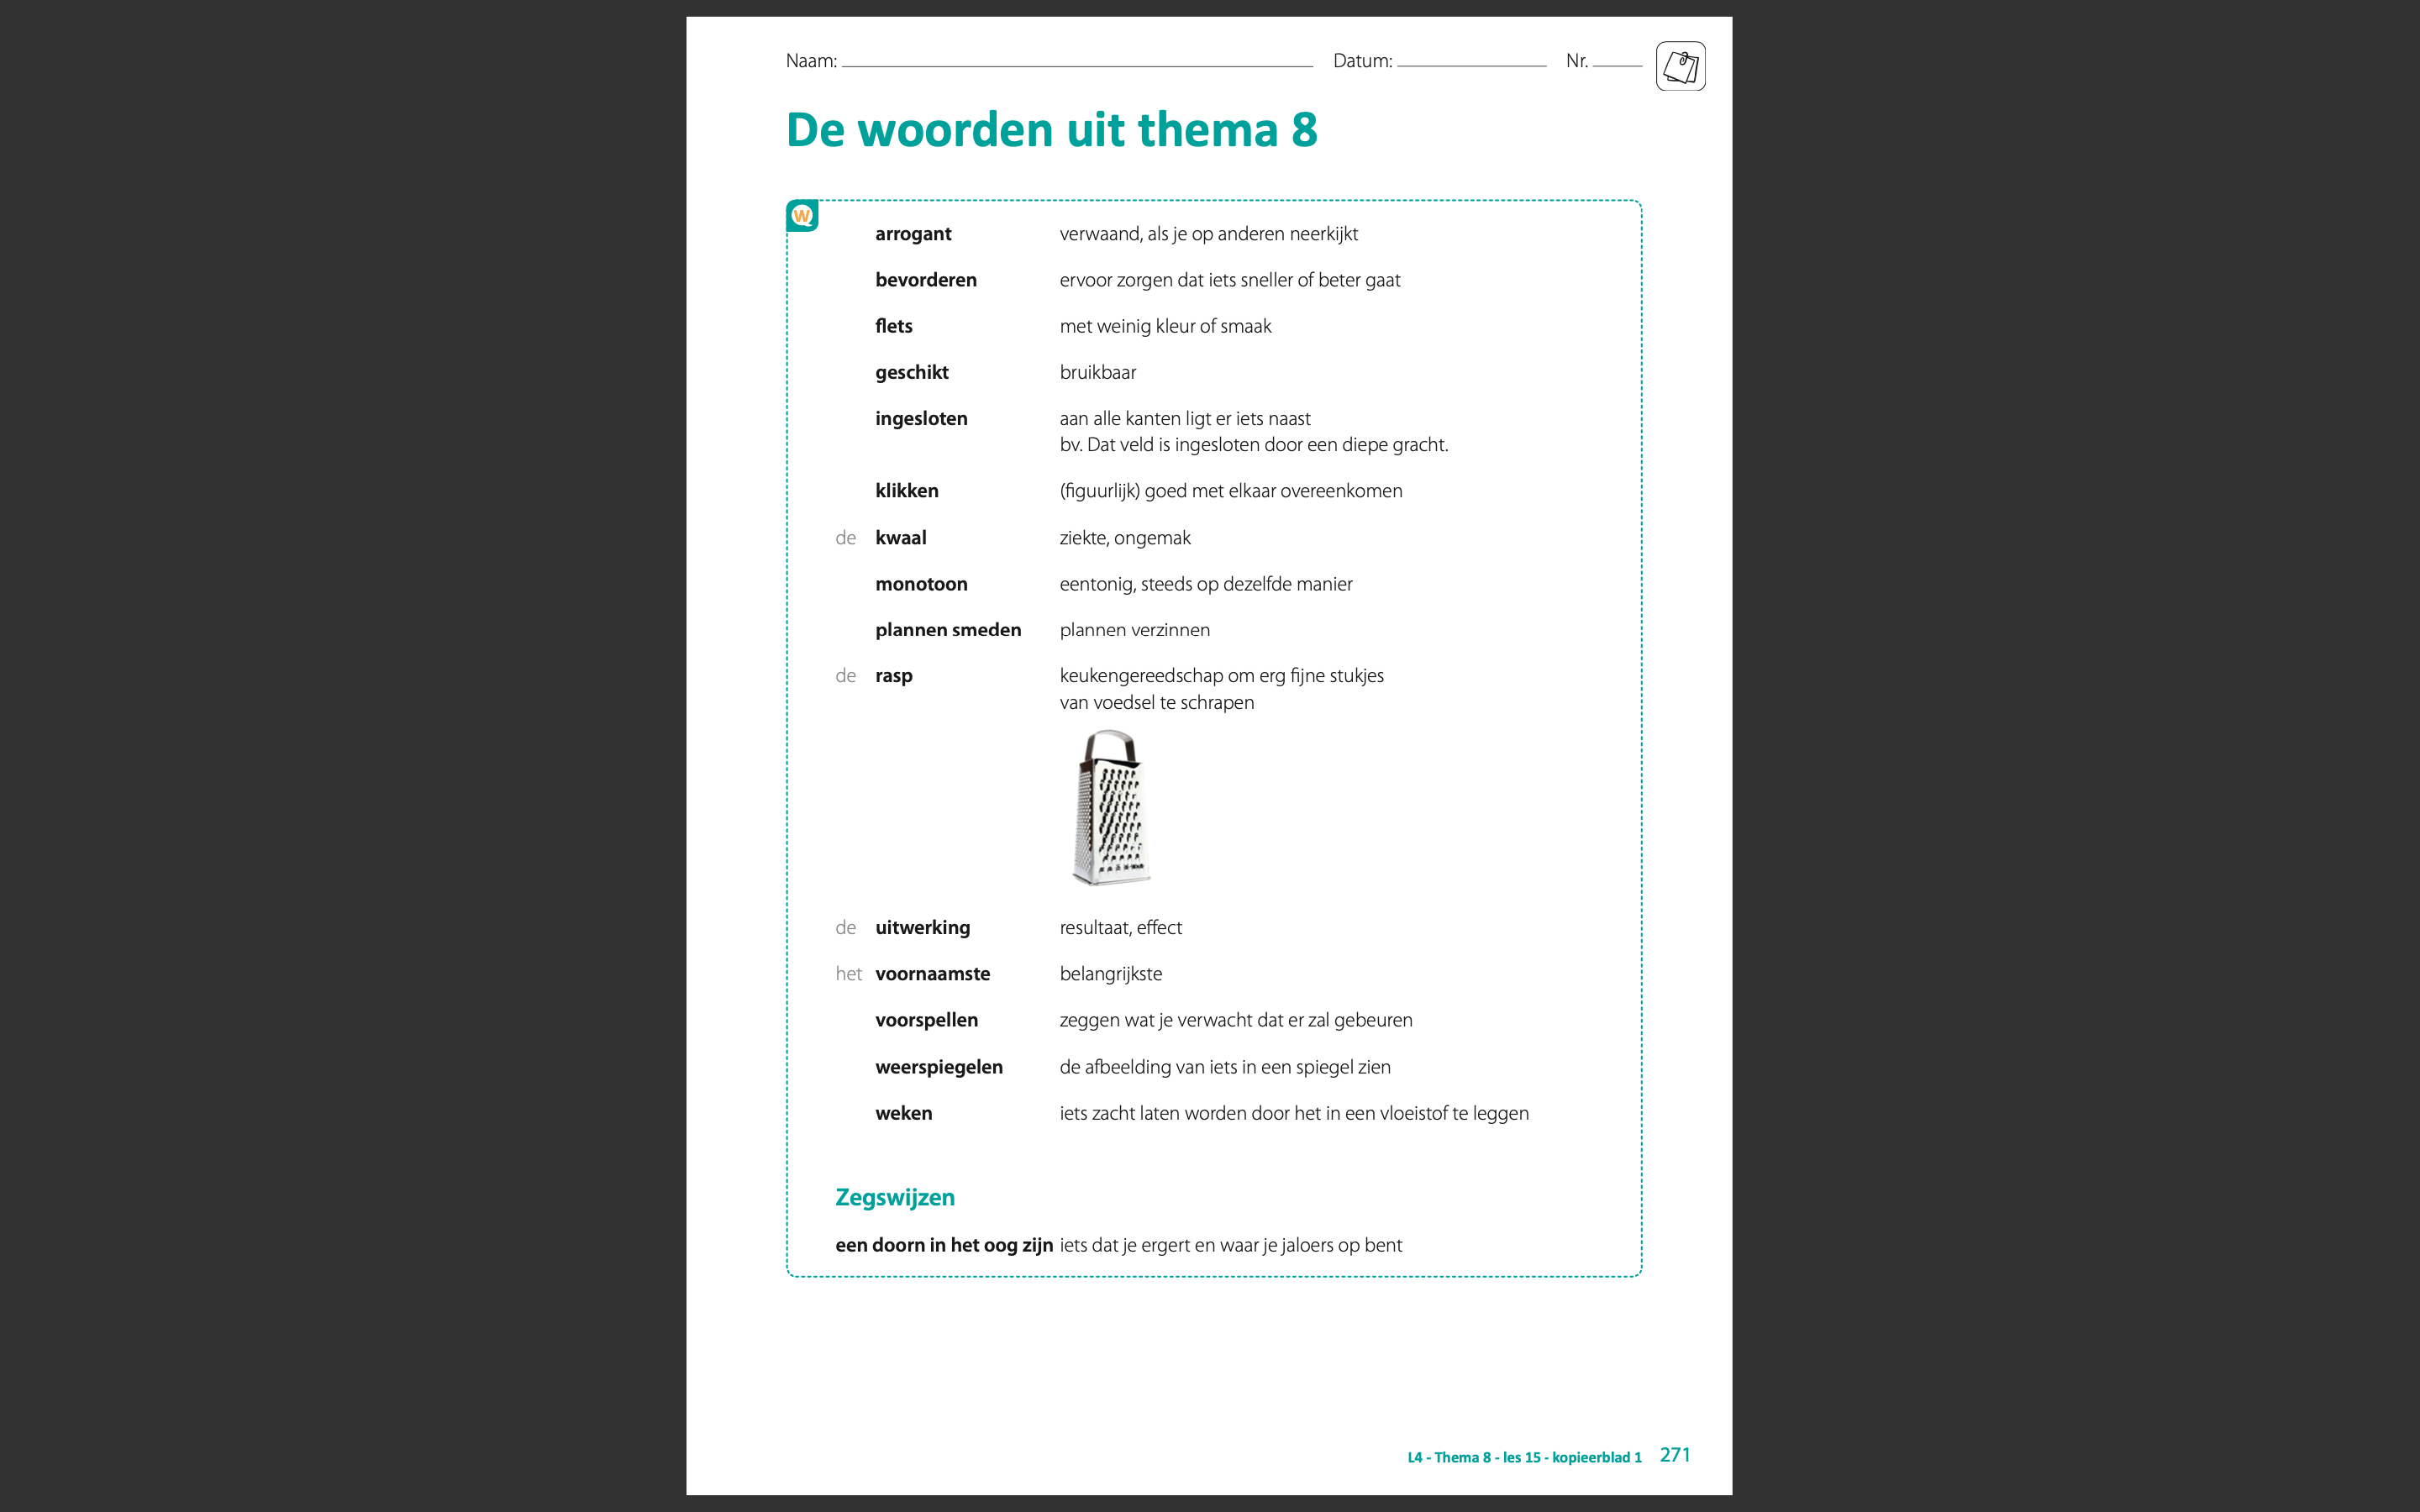 Naam: Datum: Nr.
De woorden uit thema 8
W
arrogant verwaand, als je op anderen neerkijkt
bevorderen ervoor zorgen dat iets sneller of beter gaat
flets met weinig kleur of smaak
geschikt bruikbaar
ingesloten aan alle kanten ligt er iets naast
bv. Dat veld is ingesloten door een diepe gracht.
klikken (figuurlijk) goed met elkaar overeenkomen
de kwaal ziekte, ongemak
monotoon eentonig, steeds op dezelfde manier
plannen smeden plannen verzinnen
de rasp keukengereedschap om erg fijne stukjes
van voedsel te schrapen
de uitwerking resultaat, effect
het voornaamste belangrijkste
voorspellen zeggen wat je verwacht dat er zal gebeuren
weerspiegelen de afbeelding van iets in een spiegel zien
weken iets zacht laten worden door het in een vloeistof te leggen
Zegswijzen
een doorn in het oog zijn iets dat je ergert en waar je jaloers op bent
L4 - Thema 8 - les 15 - kopieerblad 1 271